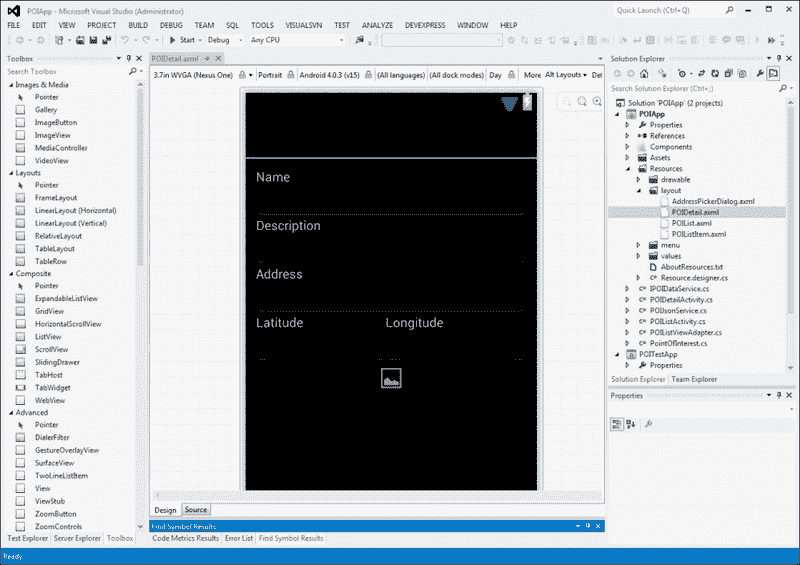 POIApp - Microsoft Visual Studio (Administrator)
Quick Launch (Ctrl+Q)
FILE EDIT VIEW PROJECT BUILD DEBUG TEAM SQL TOOLS VISUALSVN TEST ANALYZE DEVEXPRESS WINDOW HELP
Start Debug Any CPU
Toolbox
Search Toolbox
Images & Media
Pointer
Gallery
ImageButton
ImageView
MediaController
VideoView
Layouts
Pointer
FrameLayout
LinearLayout (Horizontal)
LinearLayout (Vertical)
RelativeLayout
TableLayout
TableRow
Composite
Pointer
ExpandableListView
GridView
HorizontalScrollView
ListView
ScrollView
SlidingDrawer
TabHost
TabWidget
WebView
Advanced
Pointer
DialerFilter
GestureOverlayView
SurfaceView
TwoLineListItem
View
ViewStub
ZoomButton
ZoomControls
Test Explorer Server Explorer Toolbox
POIDetail.axml
3.7in WVGA (Nexus One) Portrait Android 4.0.3 (v15) (All languages) (All dock modes) Day More Alt Layouts Del
Name
Description
Address
Latitude Longitude
Design Source
Find Symbol Results
Code Metrics Results Error List Find Symbol Results
Solution Explorer
Search Solution Explorer (Ctrl+;)
Solution 'POIApp' (2 projects)
POIApp
Properties
References
Components
Assets
Resources
drawable
layout
AddressPickerDialog.axml
POIDetail.axml
POIList.axml
POIListItem.axml
menu
values
AboutResources.txt
Resource.designer.cs
IPOIDataService.cs
POIDetailActivity.cs
POIJsonService.cs
POIListActivity.cs
POIListViewAdapter.cs
PointOfInterest.cs
POITestApp
Properties
Solution Explorer Team Explorer
Properties
Ready